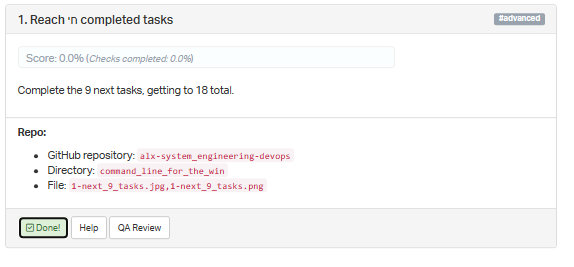 1. Reach חי completed tasks
#advanced
Score: 0.0% (Checks completed: 0.0%)
Complete the 9 next tasks, getting to 18 total.
Repo:
• GitHub repository: alx-system_engineering-devops
• Directory: command_line_for_the_win
• File: 1-next_9_tasks.jpg,1-next_9_tasks.png
Done! Help QA Review